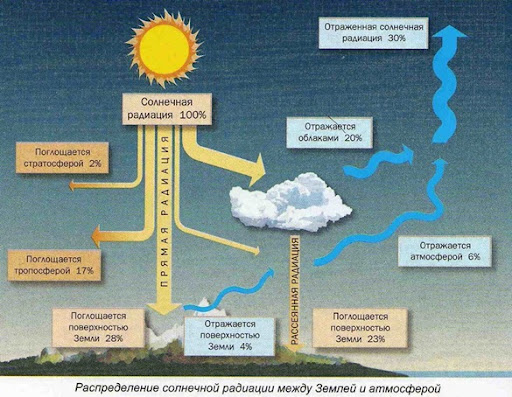 Отраженная солнечная
радиация 30%
Солнечная
радиация 100%
Отражается
облаками 20%
Поглощается
стратосферой 2%
ПРЯМАЯ РАДИАЦИЯ
Поглощается
тропосферой 17%
Отражается
атмосферой 6%
РАССЕЯННАЯ РАДИАЦИЯ
Поглощается
поверхностью
Земли 28%
Отражается
поверхностью
Земли 4%
Поглощается
поверхностью
Земли 23%
Распределение солнечной радиации между Землей и атмосферой